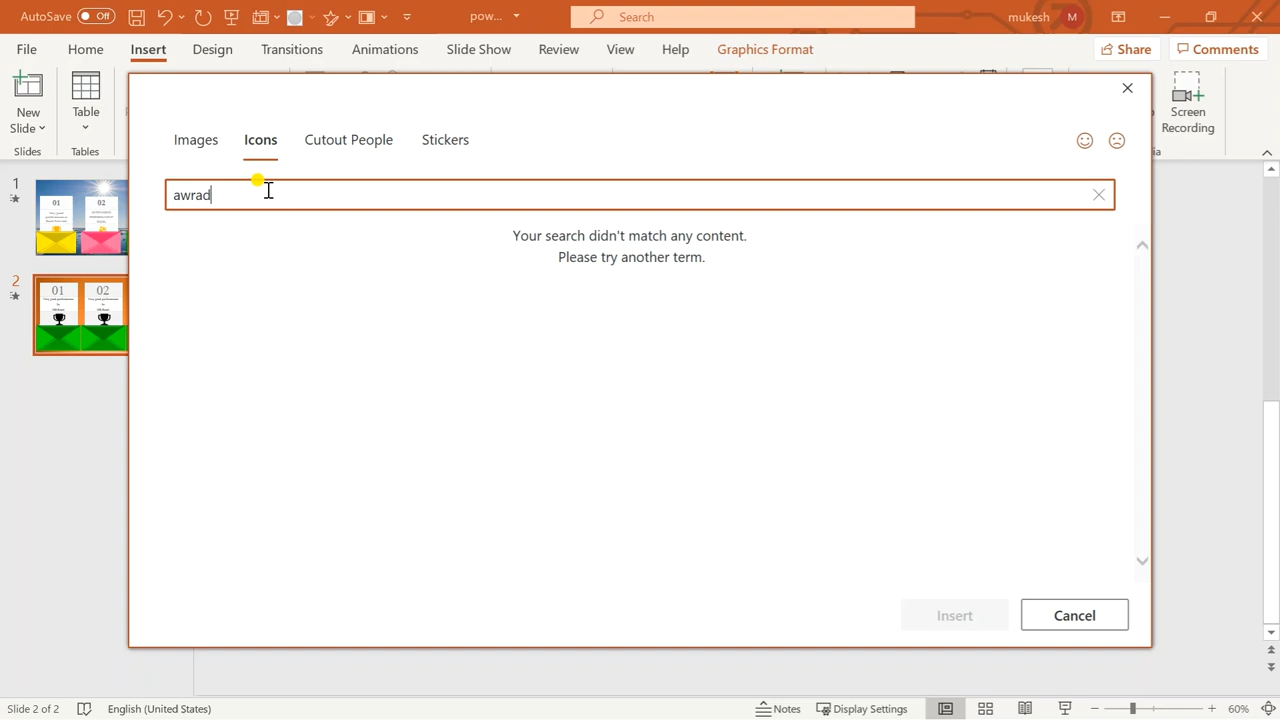 AutoSave Off pow... Search mukesh M
File Home Insert Design Transitions Animations Slide Show Review View Help Graphics Format Share Comments
New Slide
Table
Screen Recording
Slides Tables
Images Icons Cutout People Stickers
awrad
Your search didn't match any content.
Please try another term.
Insert Cancel
1
01 02
2
01 02
Slide 2 of 2 English (United States) Notes Display Settings 60%